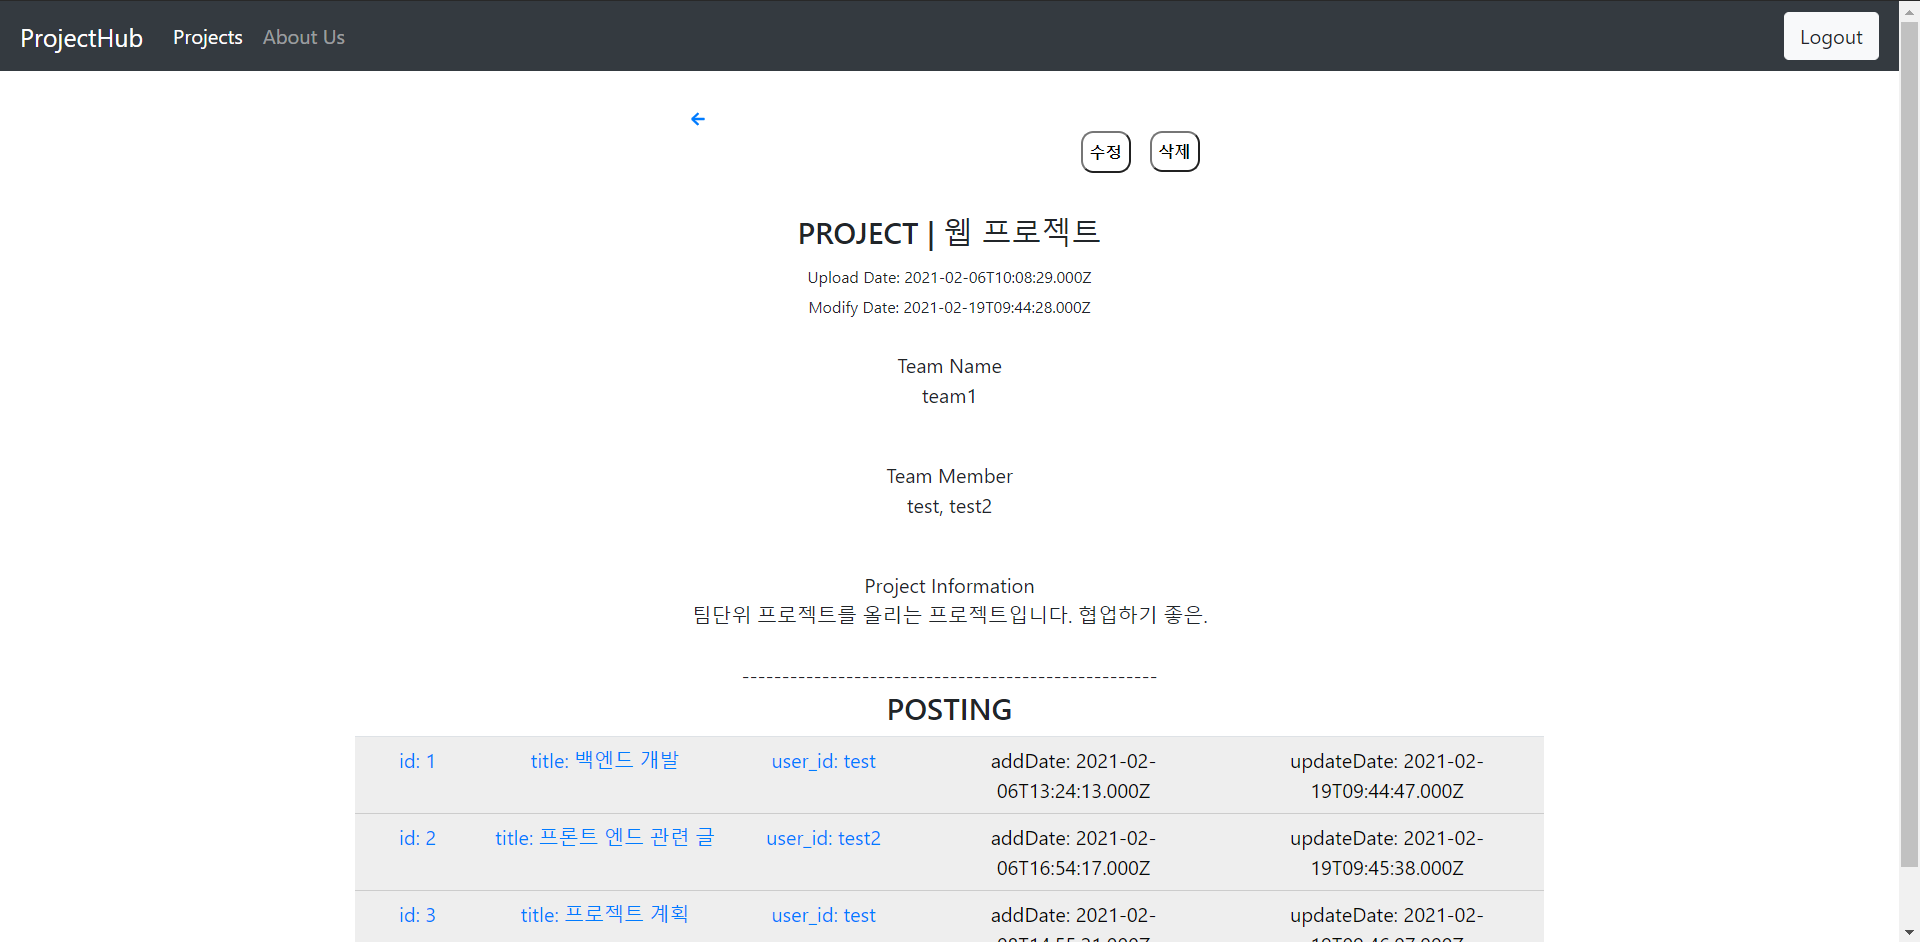 ProjectHub Projects About Us Logout
수정 삭제
PROJECT | 웹 프로젝트
Upload Date: 2021-02-06T10:08:29.000Z
Modify Date: 2021-02-19T09:44:28.000Z
Team Name
team1
Team Member
test, test2
Project Information
팀단위 프로젝트를 올리는 프로젝트입니다. 협업하기 좋은.
----------------------------------------------------
POSTING
id: 1 title: 백엔드 개발 user_id: test addDate: 2021-02- updateDate: 2021-02-
06T13:24:13.000Z 19T09:44:47.000Z
id: 2 title: 프론트 엔드 관련 글 user_id: test2 addDate: 2021-02- updateDate: 2021-02-
06T16:54:17.000Z 19T09:45:38.000Z
id: 3 title: 프로젝트 계획 user_id: test addDate: 2021-02- updateDate: 2021-02-